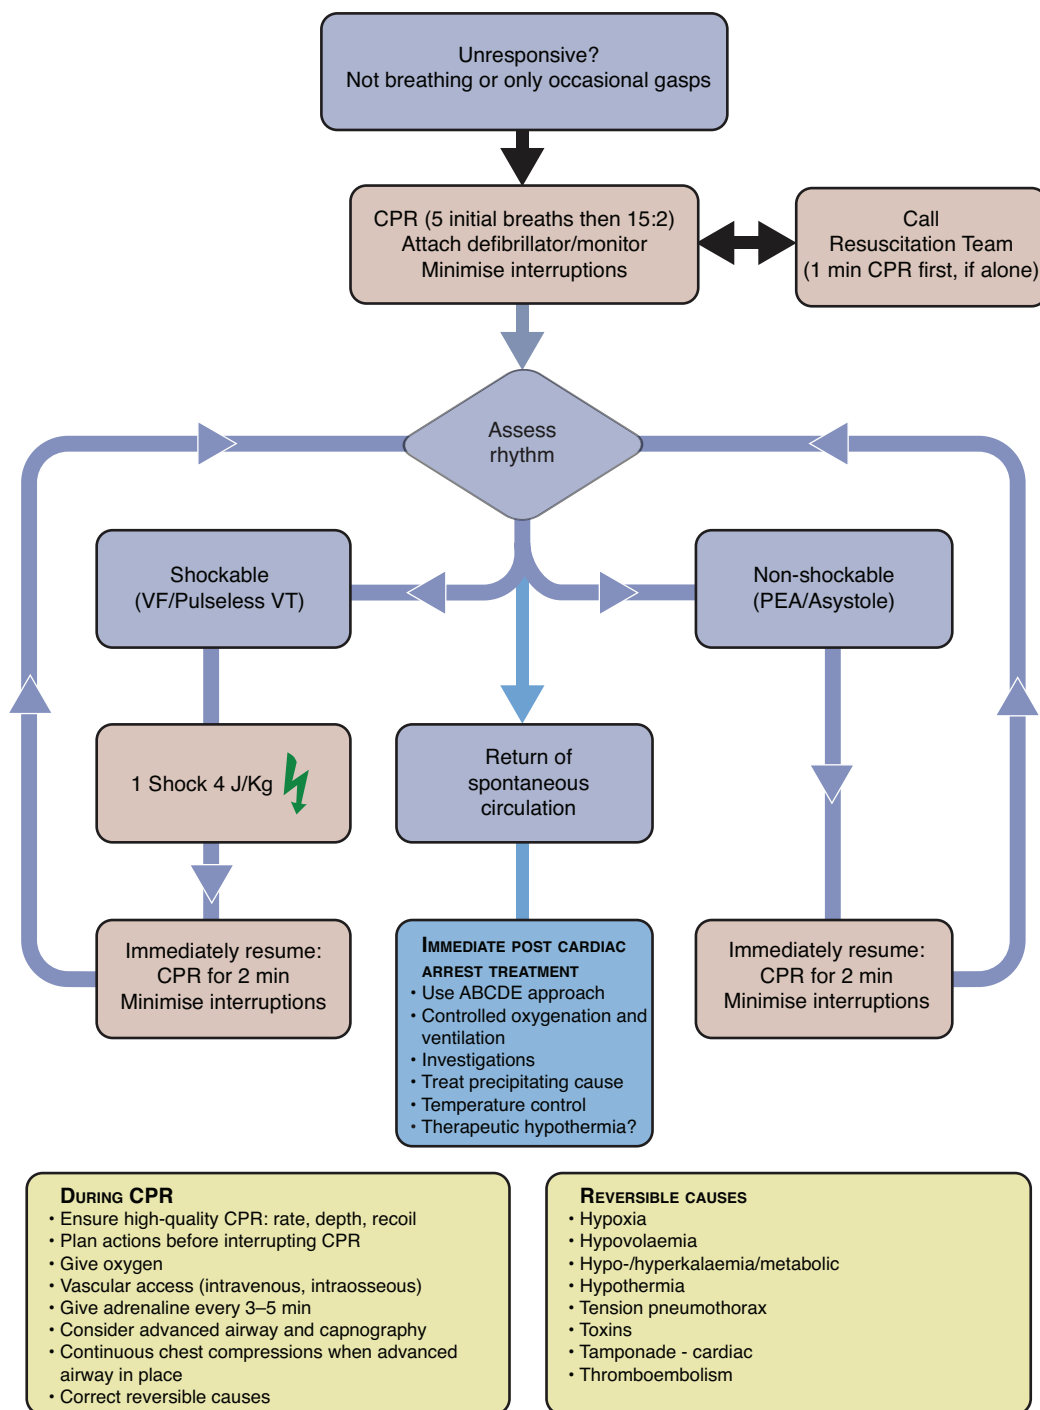 Unresponsive?
Not breathing or only occasional gasps
CPR (5 initial breaths then 15:2)
Attach defibrillator/monitor
Minimise interruptions
Call
Resuscitation Team
(1 min CPR first, if alone)
Assess
rhythm
Shockable
(VF/Pulseless VT)
Non-shockable
(PEA/Asystole)
1 Shock 4 J/Kg
Return of
spontaneous
circulation
Immediately resume:
CPR for 2 min
Minimise interruptions
IMMEDIATE POST CARDIAC
ARREST TREATMENT
• Use ABCDE approach
• Controlled oxygenation and
ventilation
• Investigations
• Treat precipitating cause
• Temperature control
• Therapeutic hypothermia?
Immediately resume:
CPR for 2 min
Minimise interruptions
DURING CPR
• Ensure high-quality CPR: rate, depth, recoil
• Plan actions before interrupting CPR
• Give oxygen
• Vascular access (intravenous, intraosseous)
• Give adrenaline every 3–5 min
• Consider advanced airway and capnography
• Continuous chest compressions when advanced
airway in place
• Correct reversible causes
REVERSIBLE CAUSES
• Hypoxia
• Hypovolaemia
• Hypo-/hyperkalaemia/metabolic
• Hypothermia
• Tension pneumothorax
• Toxins
• Tamponade - cardiac
• Thromboembolism